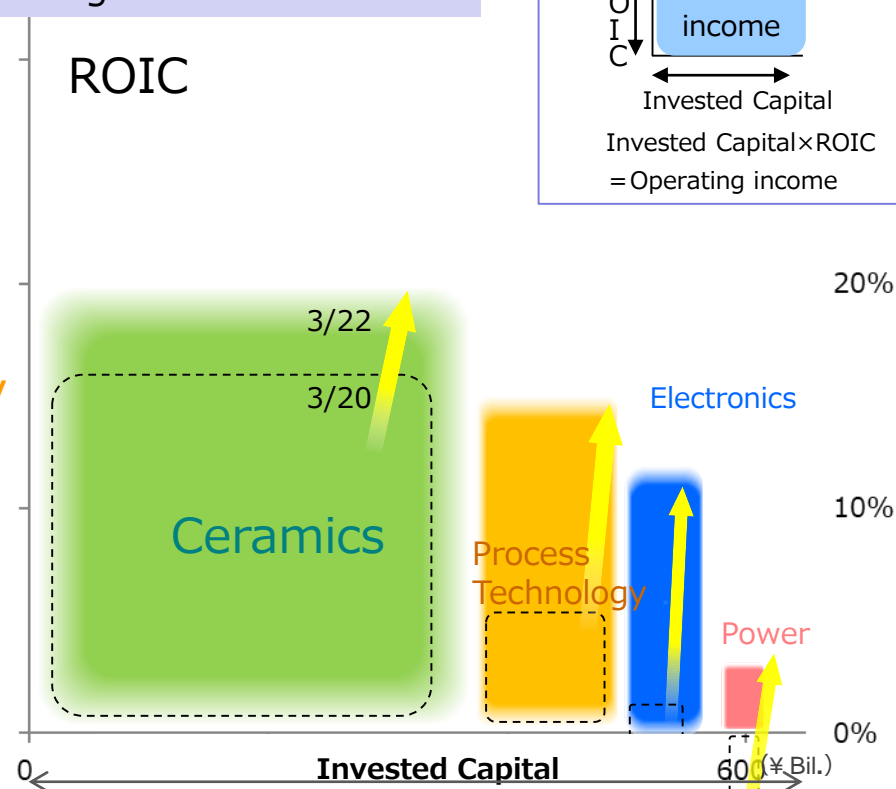 ROIC
O
I
C
income
Invested Capital
Invested Capital×ROIC
=Operating income
20%
3/22
3/20
Electronics
10%
Ceramics
Process
Technology
Power
0%
0
Invested Capital
600
(¥ Bil.)